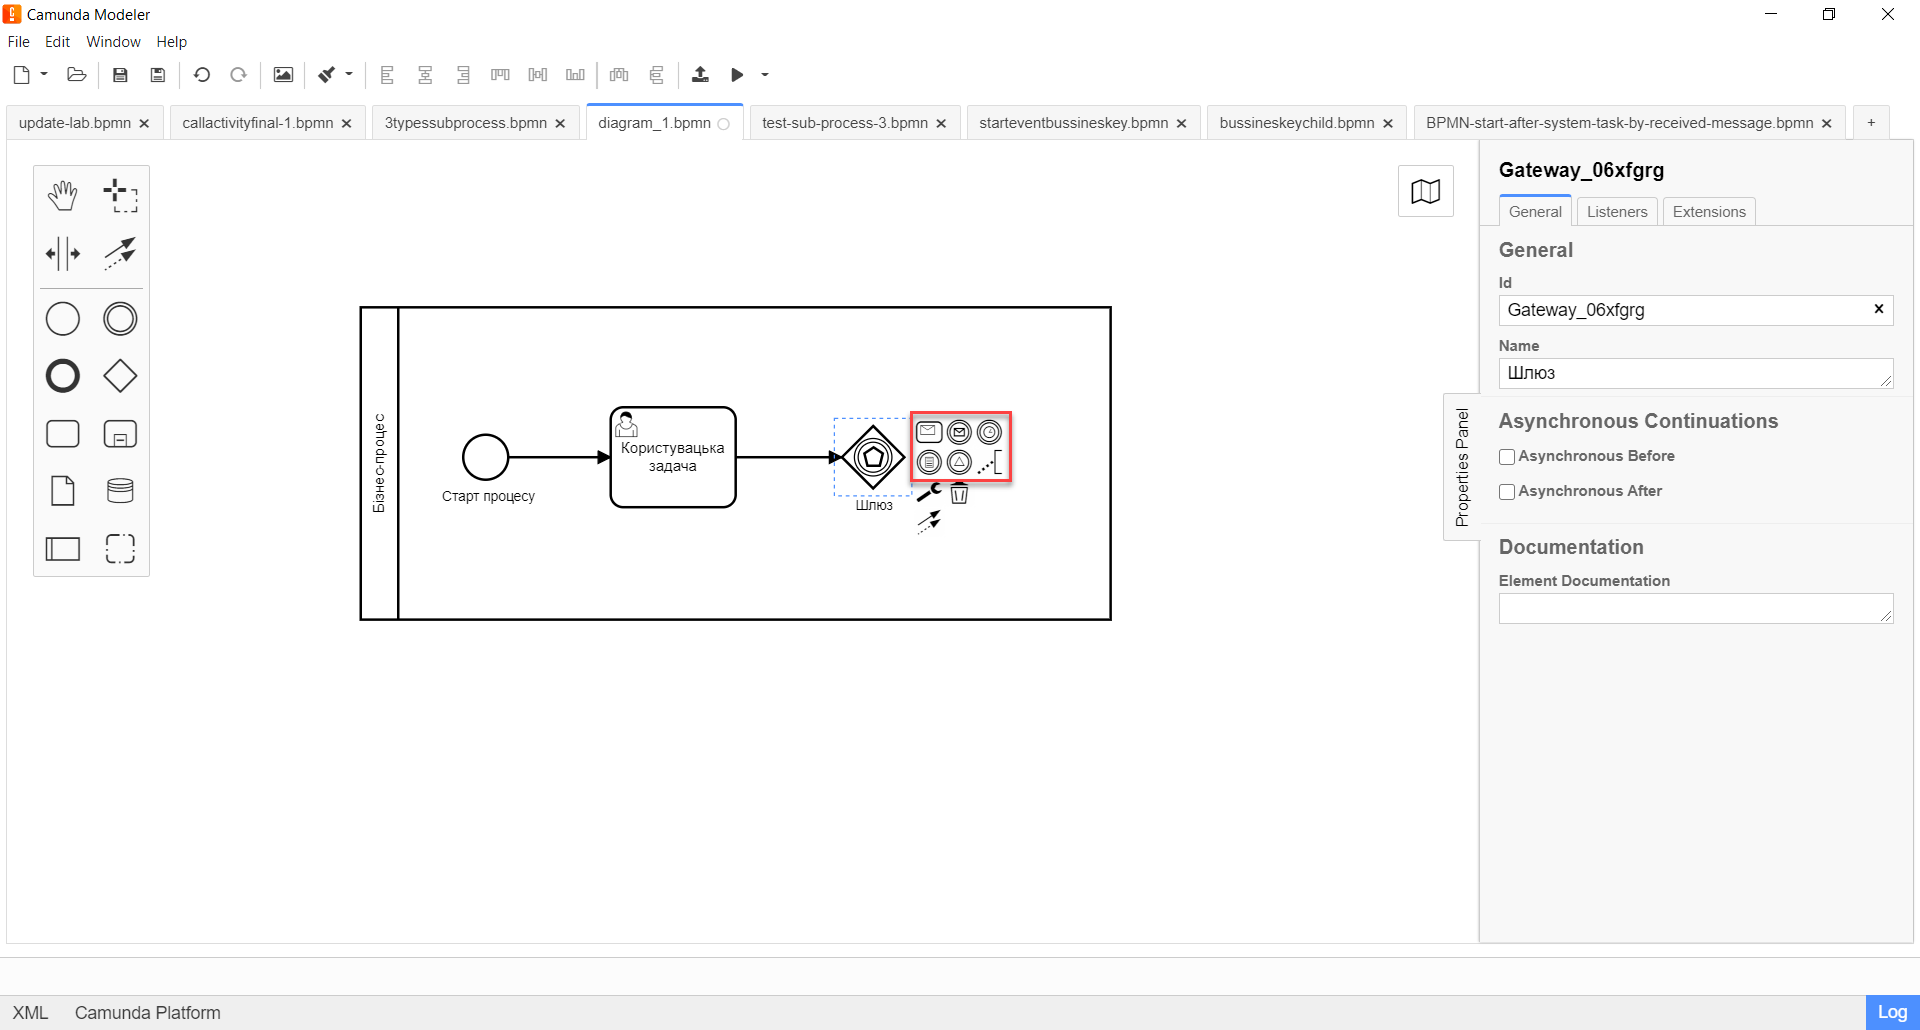 Camunda Modeler
File Edit Window Help
update-lab.bpmn callactivityfinal-1.bpmn 3typessubprocess.bpmn diagram_1.bpmn test-sub-process-3.bpmn starteventbussineskey.bpmn bussineskeychild.bpmn BPMN-start-after-system-task-by-received-message.bpmn +
Gateway_06xfgrg
General Listeners Extensions
General
Id
Gateway_06xfgrg
Name
Шлюз
Asynchronous Continuations
Asynchronous Before
Asynchronous After
Documentation
Element Documentation
Properties Panel
Бізнес-процес
Старт процесу
Користувацька
задача
Шлюз
XML Camunda Platform Log